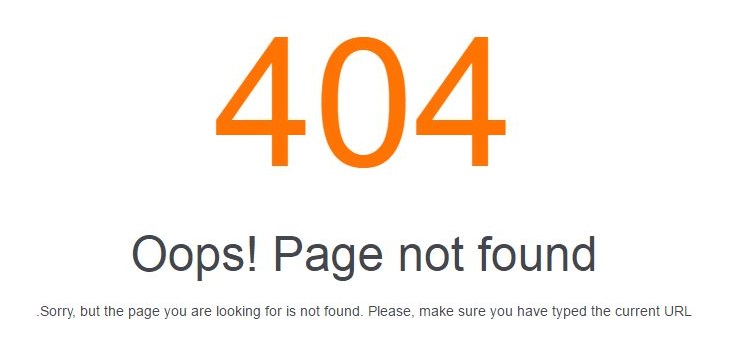 404
Oops! Page not found
.Sorry, but the page you are looking for is not found. Please, make sure you have typed the current URL